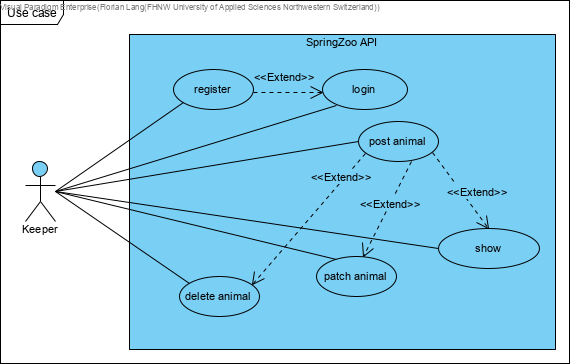 Visual Paradigm Enterprise(Florian Lang(FHNW University of Applied Sciences Northwestern Switzerland))
Use case
SpringZoo API
register
<<Extend>>
login
post animal
<<Extend>>
<<Extend>>
<<Extend>>
Keeper
show
patch animal
delete animal